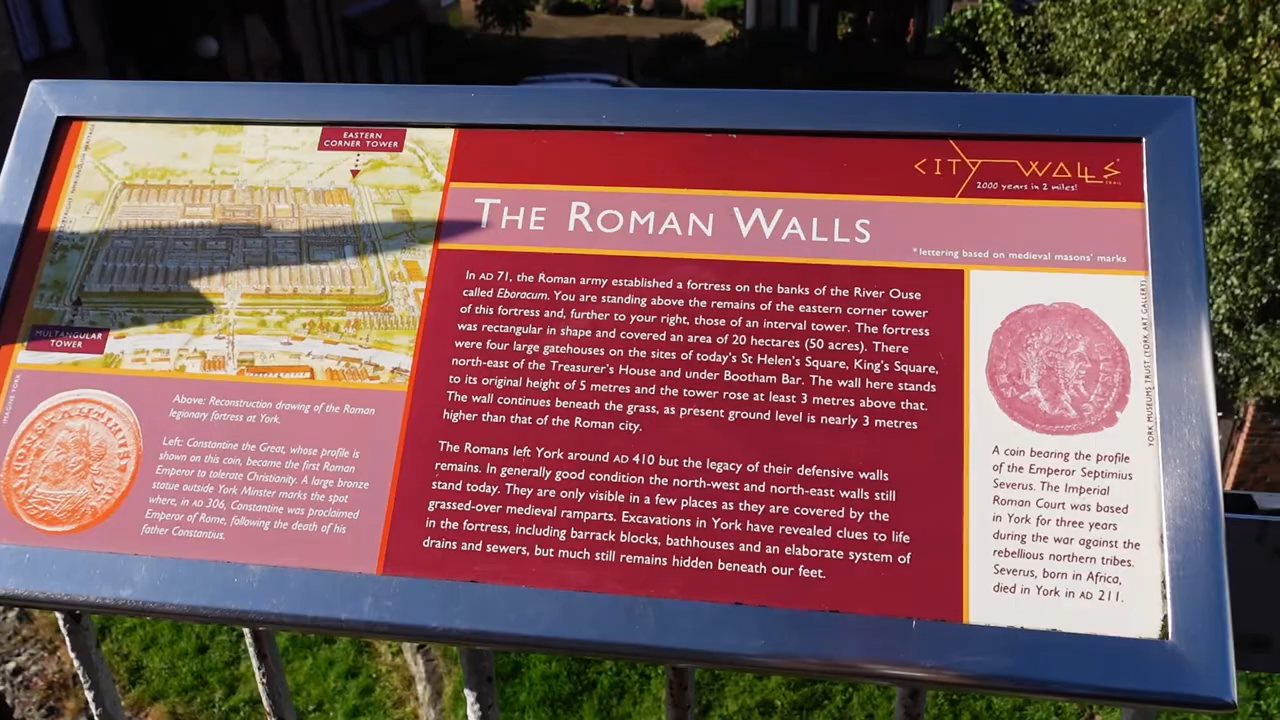 EASTERN
CORNER TOWER
MULTANGULAR
TOWER
CITY WALLS
TRAIL
2000 years in 2 miles!
THE ROMAN WALLS
*lettering based on medieval masons' marks
IMAGINE YORK
Above: Reconstruction drawing of the Roman
legionary fortress at York.
Left: Constantine the Great, whose profile is
shown on this coin, became the first Roman
Emperor to tolerate Christianity. A large bronze
statue outside York Minster marks the spot
where, in AD 306, Constantine was proclaimed
Emperor of Rome, following the death of his
father Constantius.
In AD 71, the Roman army established a fortress on the banks of the River Ouse
called Eboracum. You are standing above the remains of the eastern corner tower
of this fortress and, further to your right, those of an interval tower. The fortress
was rectangular in shape and covered an area of 20 hectares (50 acres). There
were four large gatehouses on the sites of today's St Helen's Square, King's Square,
north-east of the Treasurer's House and under Bootham Bar. The wall here stands
to its original height of 5 metres and the tower rose at least 3 metres above that.
The wall continues beneath the grass, as present ground level is nearly 3 metres
higher than that of the Roman city.
The Romans left York around AD 410 but the legacy of their defensive walls
remains. In generally good condition the north-west and north-east walls still
stand today. They are only visible in a few places as they are covered by the
grassed-over medieval ramparts. Excavations in York have revealed clues to life
in the fortress, including barrack blocks, bathhouses and an elaborate system of
drains and sewers, but much still remains hidden beneath our feet.
YORK MUSEUMS TRUST (YORK ART GALLERY)
A coin bearing the profile
of the Emperor Septimius
Severus. The Imperial
Roman Court was based
in York for three years
during the war against the
rebellious northern tribes.
Severus, born in Africa,
died in York in AD 211.